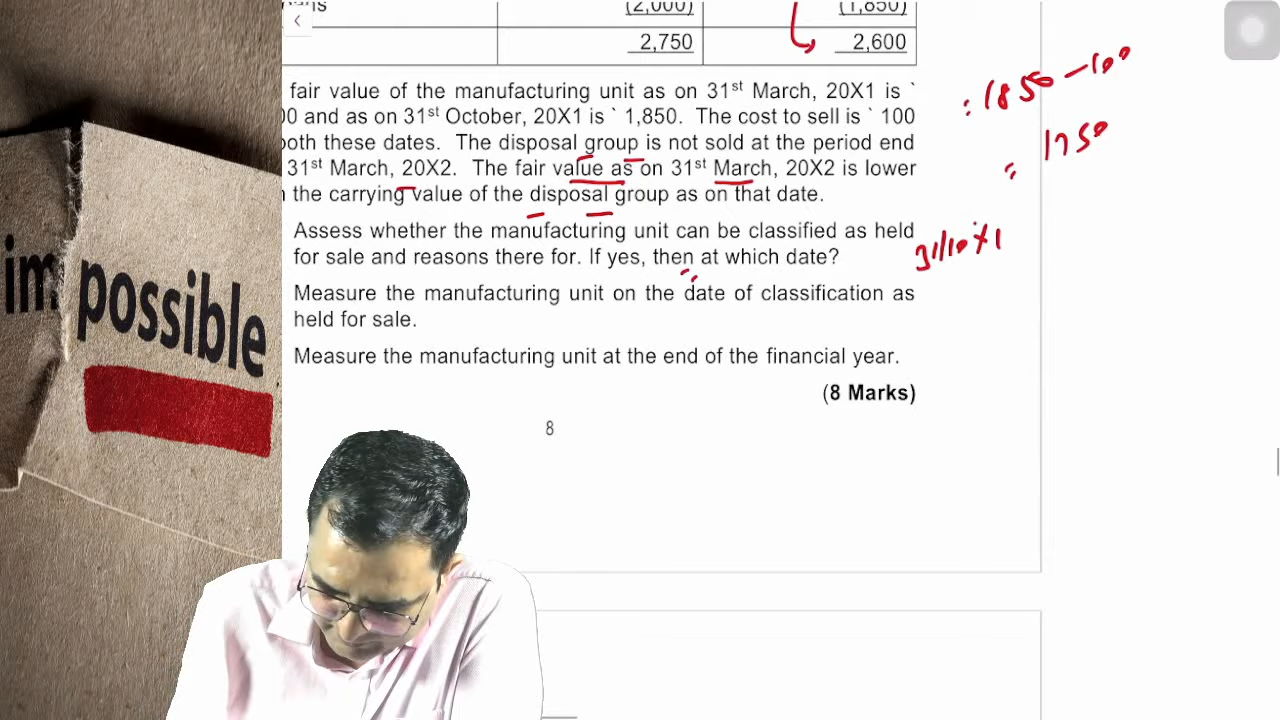 (2,000) (1,850)
2,750 2,600
fair value of the manufacturing unit as on 31st March, 20X1 is `
00 and as on 31st October, 20X1 is ` 1,850. The cost to sell is ` 100
both these dates. The disposal group is not sold at the period end
31st March, 20X2. The fair value as on 31st March, 20X2 is lower
the carrying value of the disposal group as on that date.
Assess whether the manufacturing unit can be classified as held
for sale and reasons there for. If yes, then at which date?
Measure the manufacturing unit on the date of classification as
held for sale.
Measure the manufacturing unit at the end of the financial year.
(8 Marks)
8
= 1850 - 100
= 1750
31/10 X1
impossible